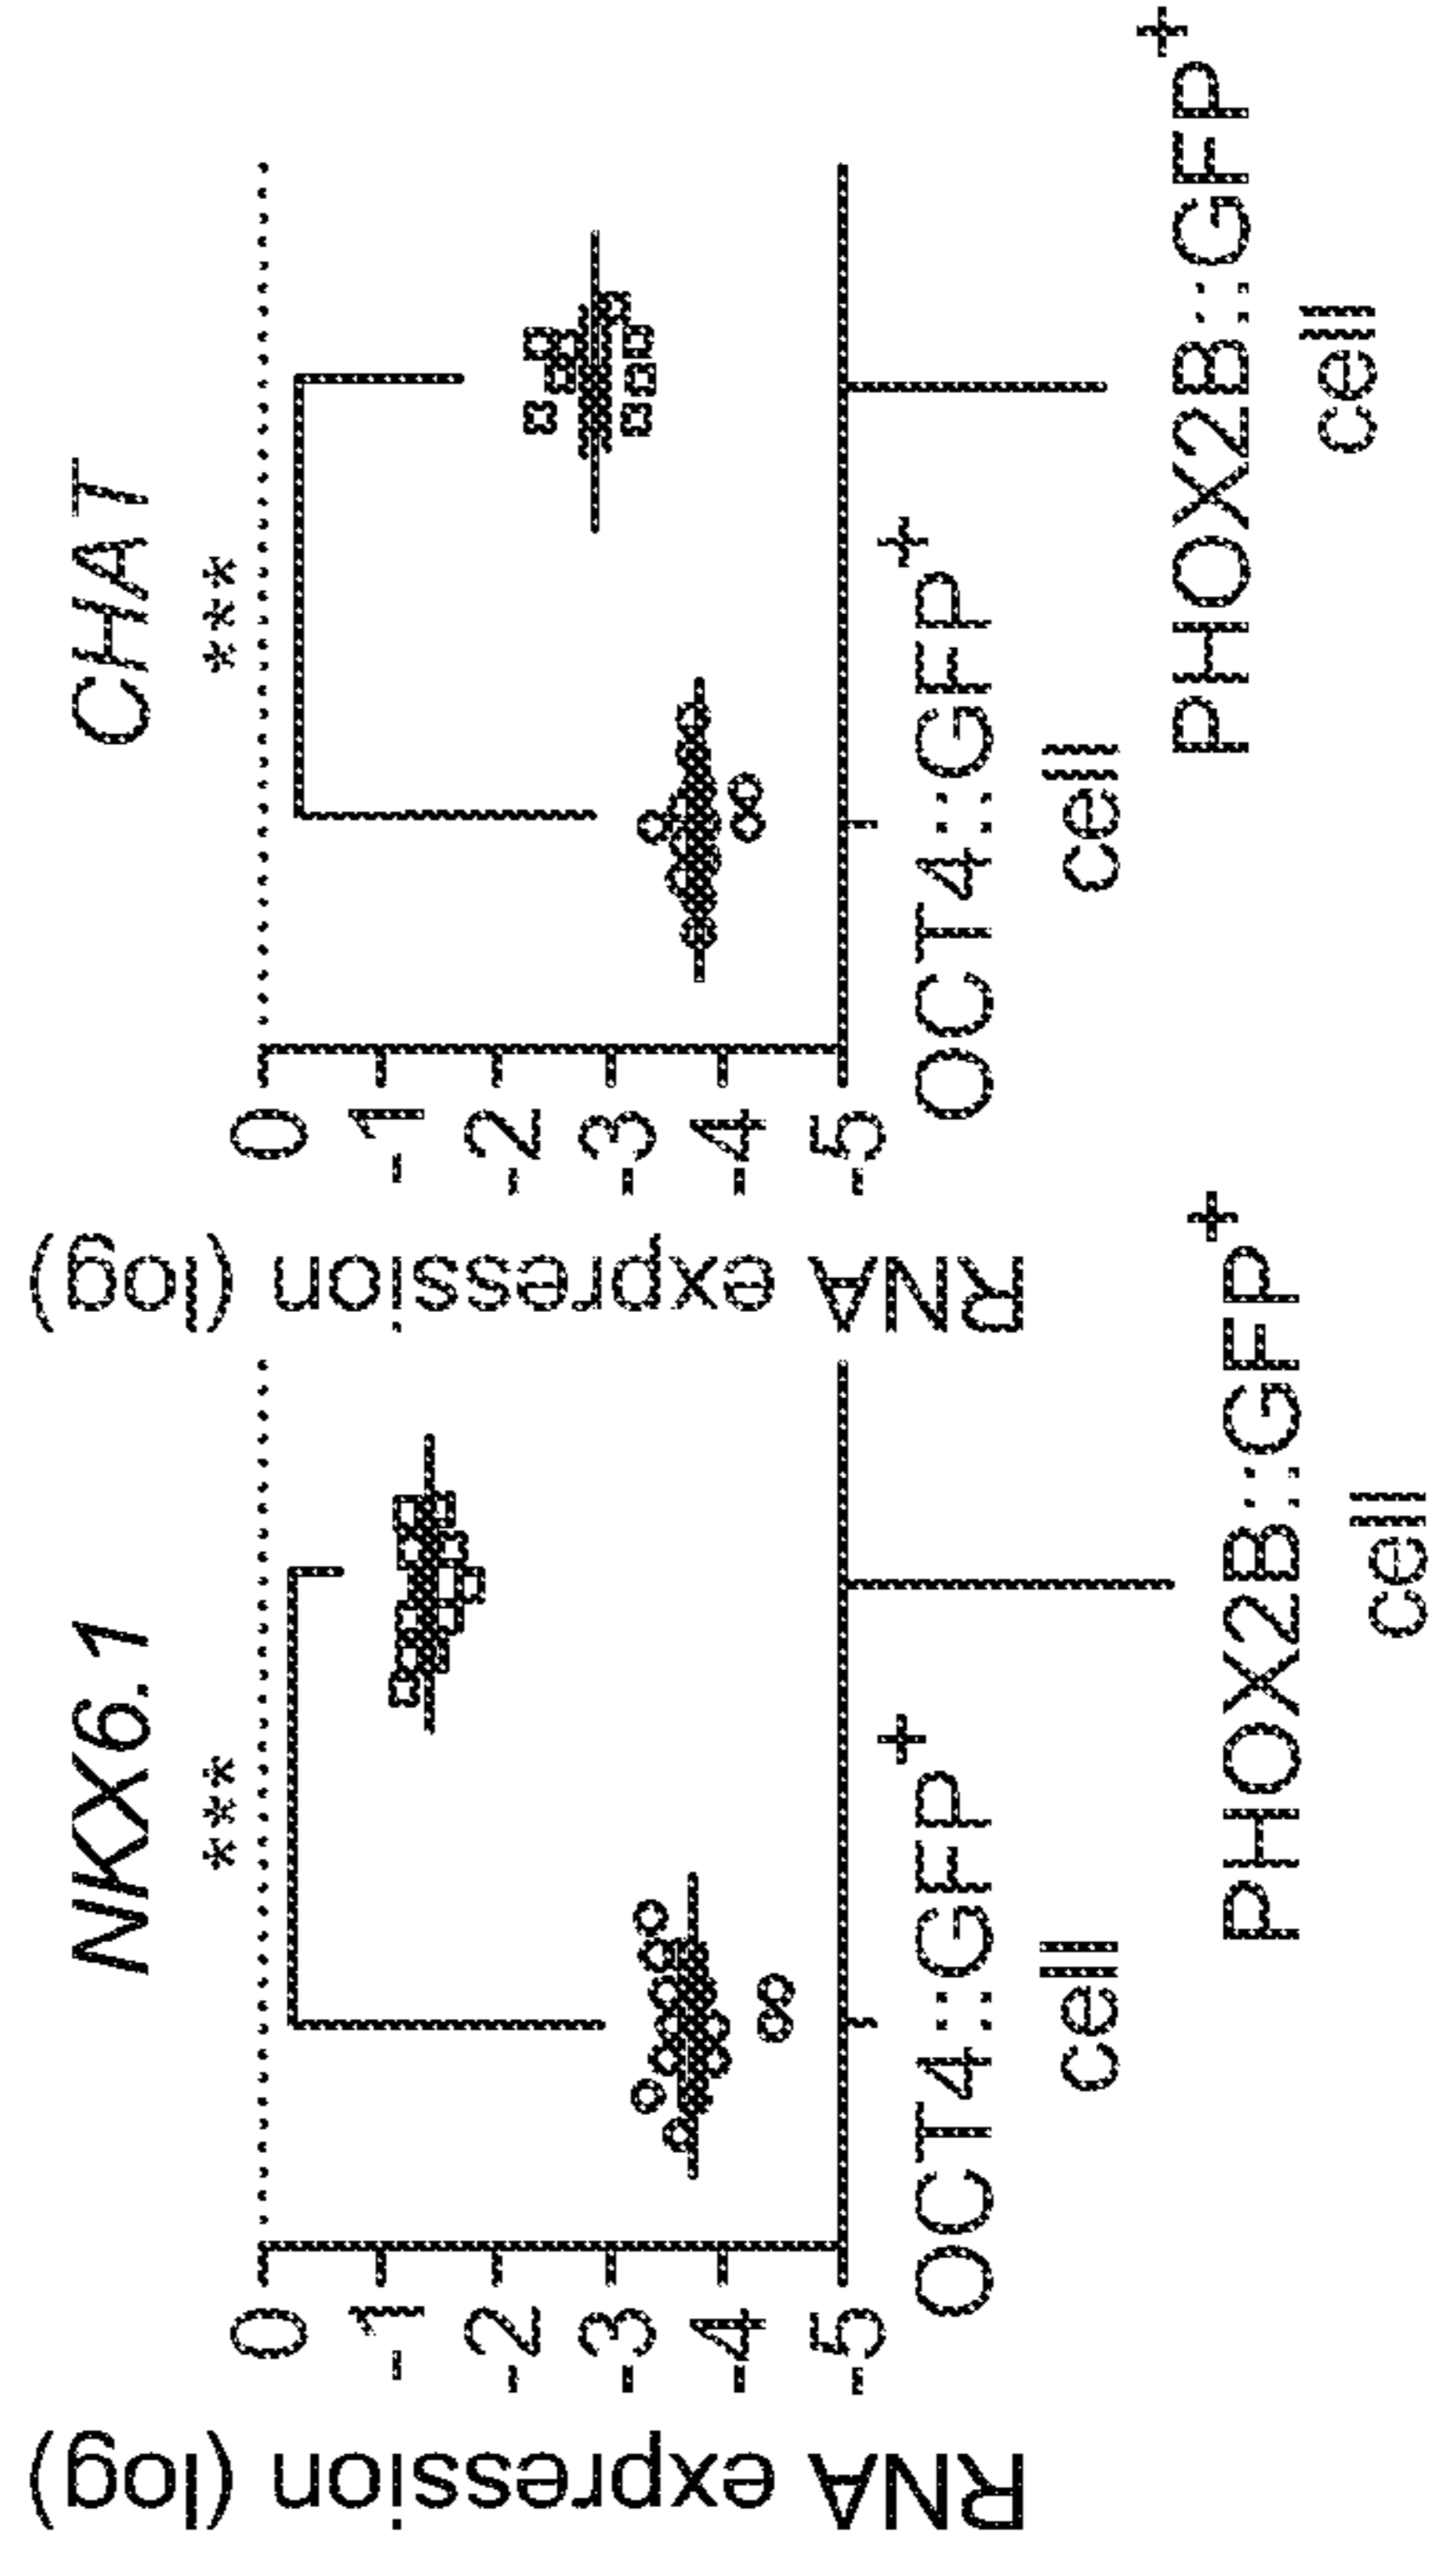 NKX6.1
***
RNA expression (log)
0
-1
-2
-3
-4
-5
OCT4::GFP+
cell
PHOX2B::GFP+
cell
CHAT
***
RNA expression (log)
0
-1
-2
-3
-4
-5
OCT4::GFP+
cell
PHOX2B::GFP+
cell